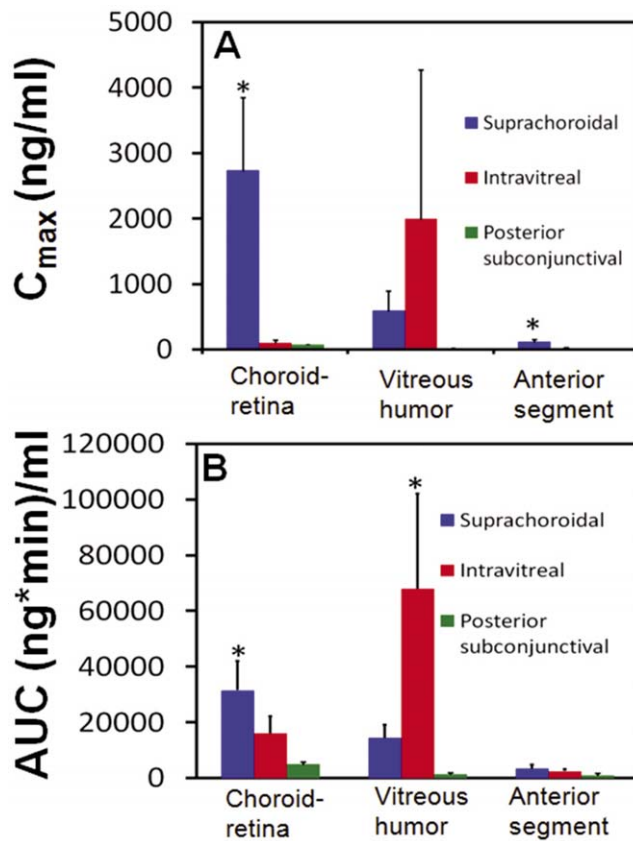 A
C_max (ng/ml)
5000
4000
3000
2000
1000
0
*
*
Suprachoroidal
Intravitreal
Posterior
subconjunctival
Choroid-
retina
Vitreous
humor
Anterior
segment
B
AUC (ng*min)/ml
120000
100000
80000
60000
40000
20000
0
*
*
Suprachoroidal
Intravitreal
Posterior
subconjunctival
Choroid-
retina
Vitreous
humor
Anterior
segment